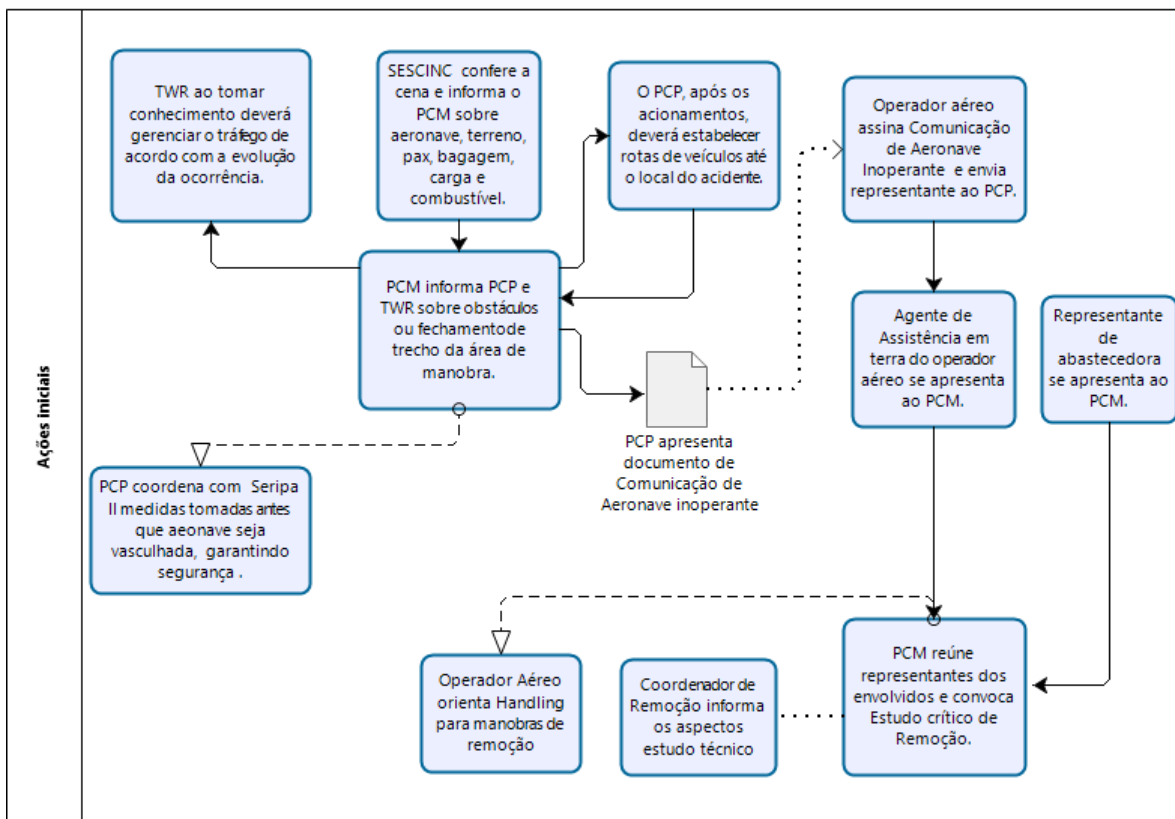 Ações iniciais
TWR ao tomar
conhecimento deverá
gerenciar o tráfego de
acordo com a evolução
da ocorrência.
SESCINC confere a
cena e informa o
PCM sobre
aeronave, terreno,
pax, bagagem,
carga e
combustível.
O PCP, após os
acionamentos,
deverá estabelecer
rotas de veículos até
o local do acidente.
Operador aéreo
assina Comunicação
de Aeronave
Inoperante e envia
representante ao PCP.
PCM informa PCP e
TWR sobre obstáculos
ou fechamento de
trecho da área de
manobra.
Agente de
Assistência em
terra do operador
aéreo se apresenta
ao PCM.
Representante
de
abastecedora
se apresenta ao
PCM.
PCP apresenta
documento de
Comunicação de
Aeronave inoperante
PCP coordena com Seripa
II medidas tomadas antes
que aeonave seja
vasculhada, garantindo
segurança .
Operador Aéreo
orienta Handling
para manobras de
remoção
Coordenador de
Remoção informa
os aspectos
estudo técnico
PCM reúne
representantes dos
envolvidos e convoca
Estudo crítico de
Remoção.